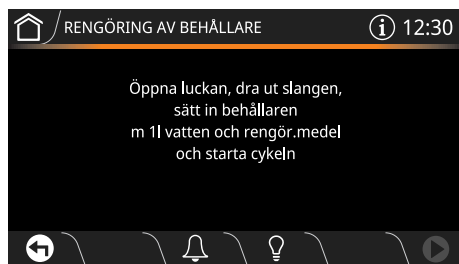 RENGÖRING AV BEHÅLLARE
12:30
Öppna luckan, dra ut slangen,
sätt in behållaren
m 1l vatten och rengör.medel
och starta cykeln